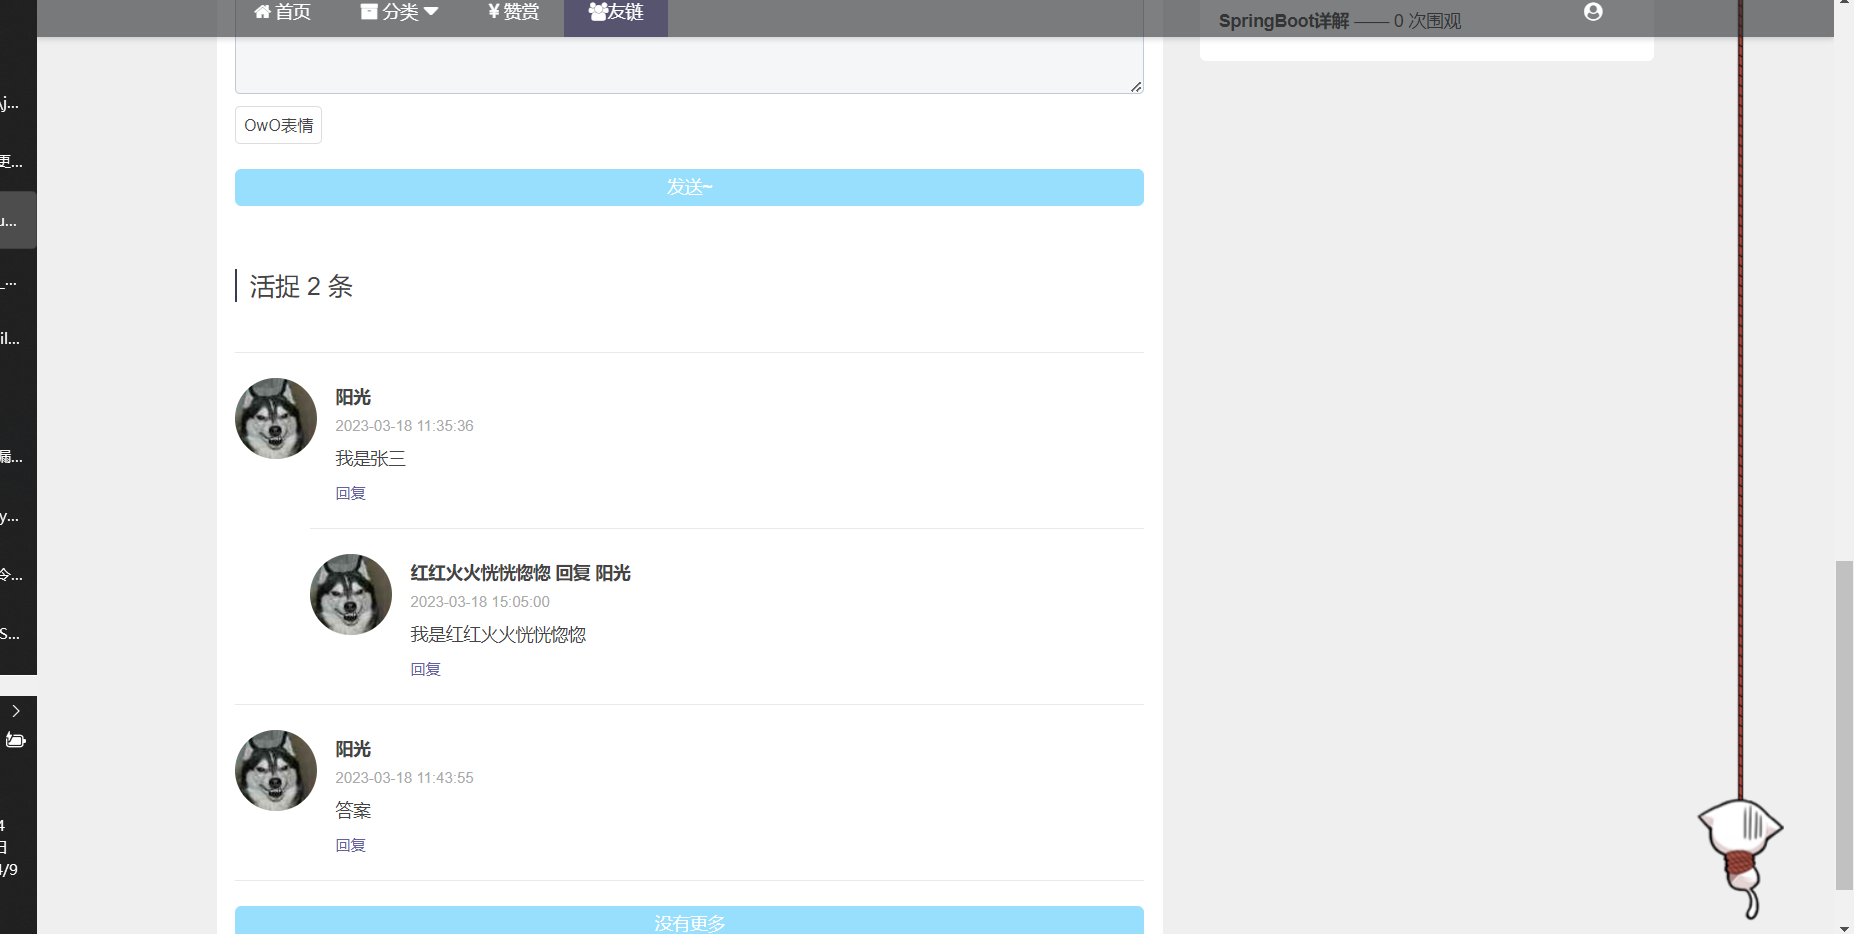 首页 分类 ¥ 赞赏 友链
SpringBoot详解 —— 0 次围观
OwO表情
发送~
活捉 2 条
阳光
2023-03-18 11:35:36
我是张三
回复
红红火火恍恍惚惚 回复 阳光
2023-03-18 15:05:00
我是红红火火恍恍惚惚
回复
阳光
2023-03-18 11:43:55
答案
回复
没有更多
j...
更...
u...
_...
il...
漏...
y...
令...
S...
4
日
/9